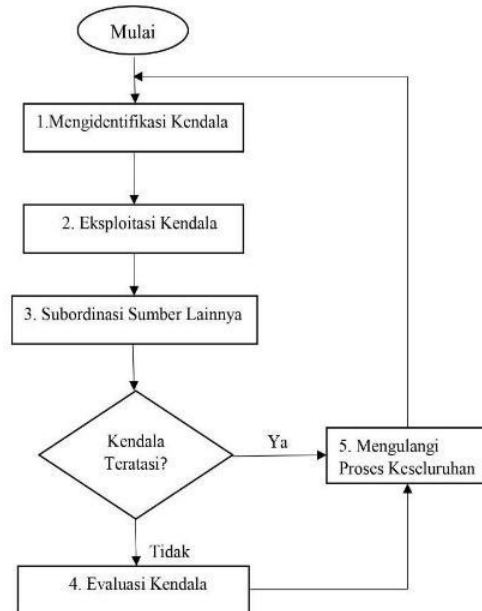 Mulai
1.Mengidentifikasi Kendala
2. Eksploitasi Kendala
3. Subordinasi Sumber Lainnya
Kendala
Teratasi?
Ya
5. Mengulangi
Proses Keseluruhan
Tidak
4. Evaluasi Kendala